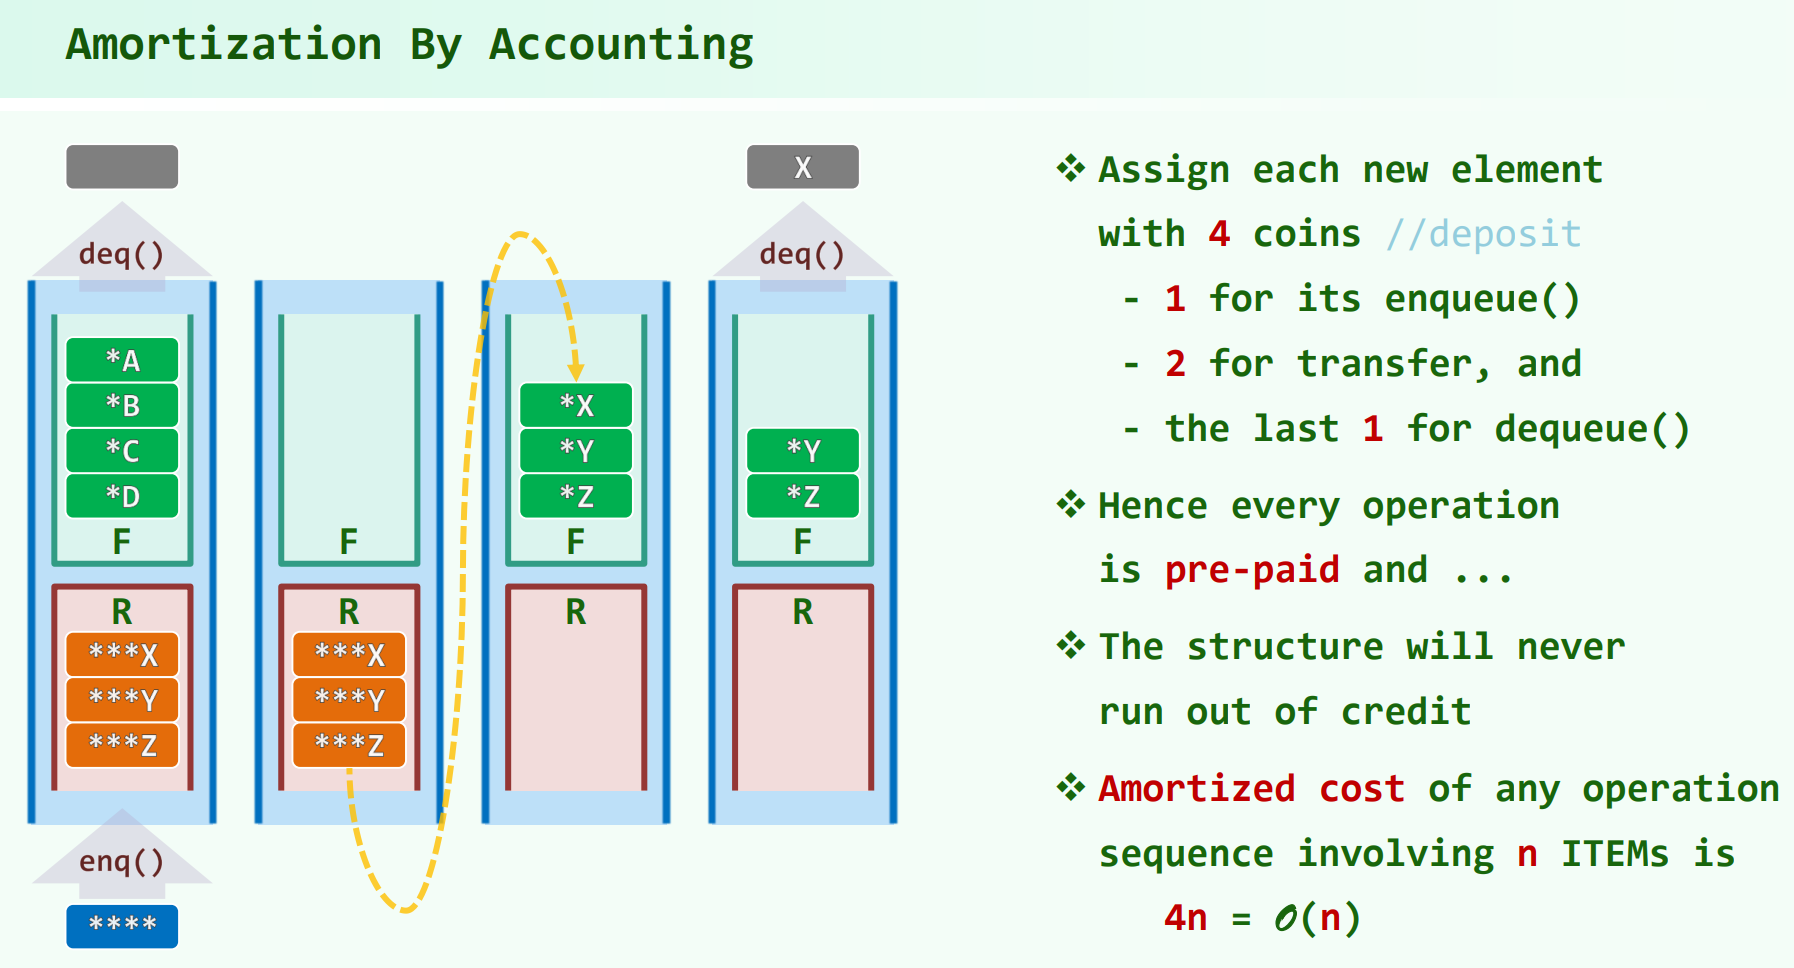 Amortization By Accounting
deq()
*A
*B
*C
*D
F
R
***X
***Y
***Z
enq()
****
F
R
***X
***Y
***Z
*X
*Y
*Z
F
R
X
deq()
*Y
*Z
F
R
❖ Assign each new element
with 4 coins //deposit
- 1 for its enqueue()
- 2 for transfer, and
- the last 1 for dequeue()
❖ Hence every operation
is pre-paid and ...
❖ The structure will never
run out of credit
❖ Amortized cost of any operation
sequence involving n ITEMs is
4n = 𝒪(n)